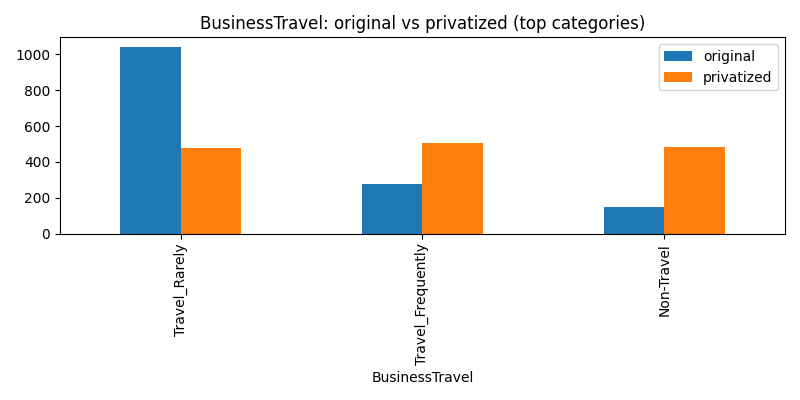 BusinessTravel: original vs privatized (top categories)
original
privatized
1000
800
600
400
200
0
Travel_Rarely
Travel_Frequently
Non-Travel
BusinessTravel